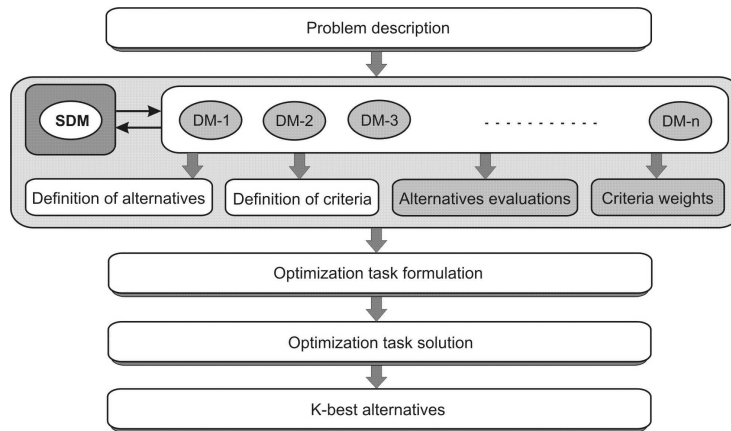 Problem description
SDM
DM-1
DM-2
DM-3
- - - - - - - - - - -
DM-n
Definition of alternatives
Definition of criteria
Alternatives evaluations
Criteria weights
Optimization task formulation
Optimization task solution
K-best alternatives